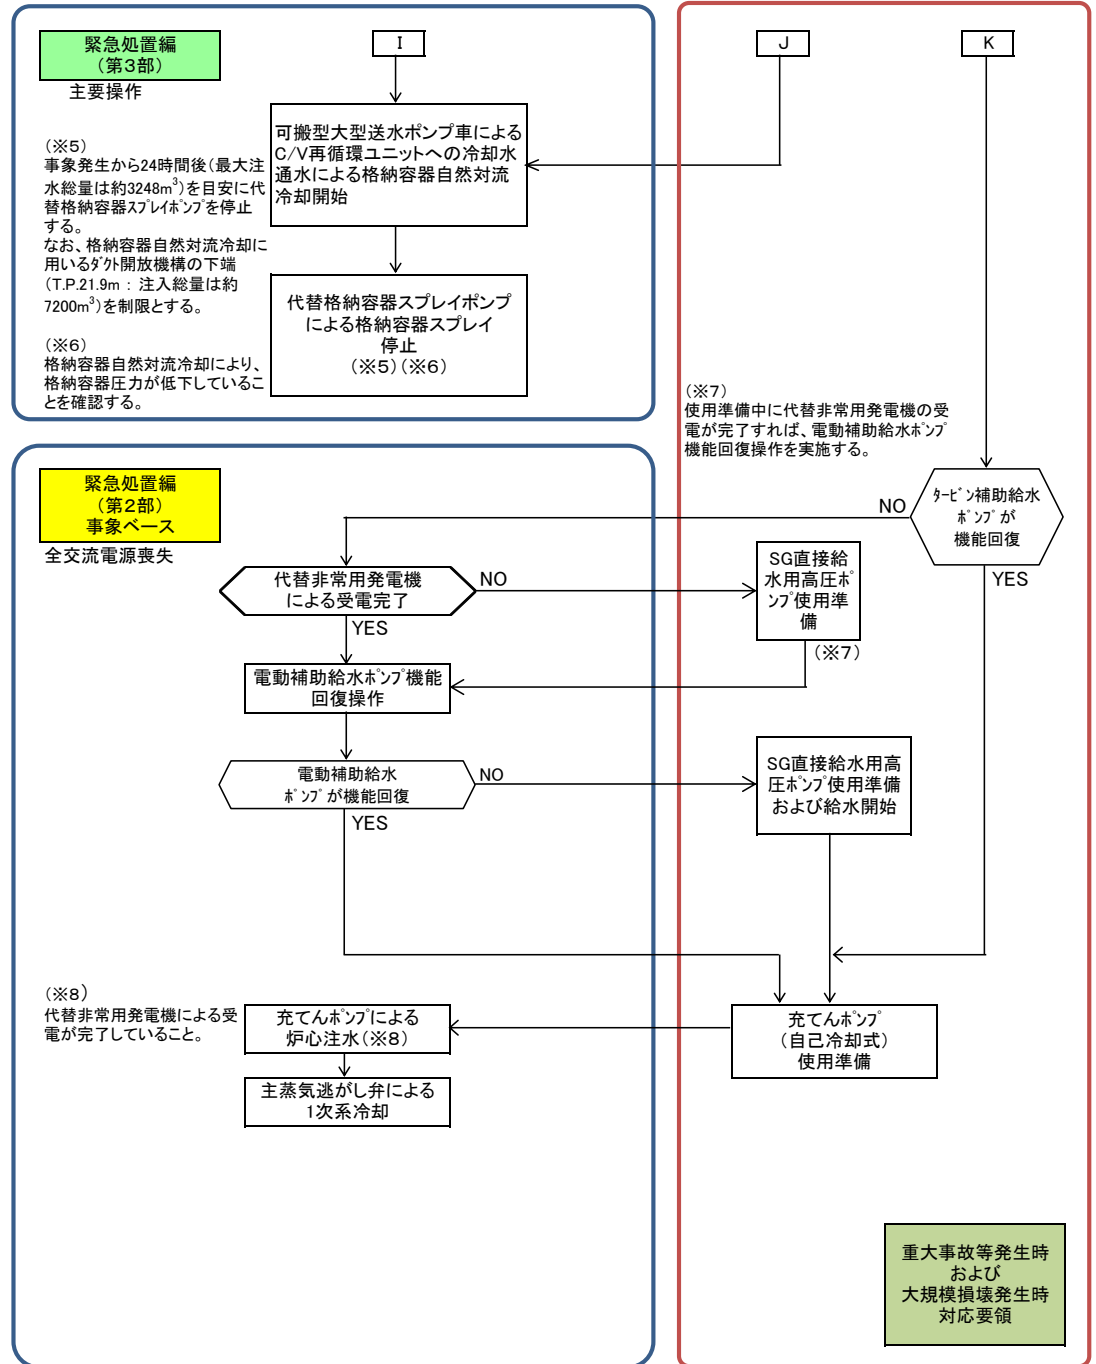 緊急処置編
(第3部)
主要操作
I
J
K
可搬型大型送水ポンプ車による
C/V再循環ユニットへの冷却水
通水による格納容器自然対流
冷却開始
(※5)
事象発生から24時間後(最大注
水総量は約3248m³)を目安に代
替格納容器スプレイポンプを停止
する。
なお、格納容器自然対流冷却に
用いるダクト開放機構の下端
(T.P.21.9m : 注入総量は約
7200m³)を制限とする。
代替格納容器スプレイポンプ
による格納容器スプレイ
停止
(※5)(※6)
(※6)
格納容器自然対流冷却により、
格納容器圧力が低下しているこ
とを確認する。
(※7)
使用準備中に代替非常用発電機の受
電が完了すれば、電動補助給水ポンプ
機能回復操作を実施する。
緊急処置編
(第2部)
事象ベース
全交流電源喪失
タービン補助給水
ポンプが
機能回復
NO
YES
代替非常用発電機
による受電完了
NO
YES
SG直接給
水用高圧ポ
ンプ使用準
備
(※7)
電動補助給水ポンプ機能
回復操作
電動補助給水
ポンプが機能回復
NO
YES
SG直接給水用高
圧ポンプ使用準備
および給水開始
(※8)
代替非常用発電機による受
電が完了していること。
充てんポンプによる
炉心注水(※8)
充てんポンプ
(自己冷却式)
使用準備
主蒸気逃がし弁による
1次系冷却
重大事故等発生時
および
大規模損壊発生時
対応要領